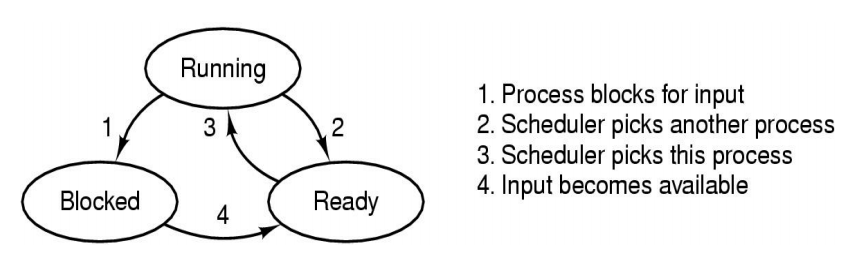 Running
1
3
2
Blocked
4
Ready
1. Process blocks for input
2. Scheduler picks another process
3. Scheduler picks this process
4. Input becomes available